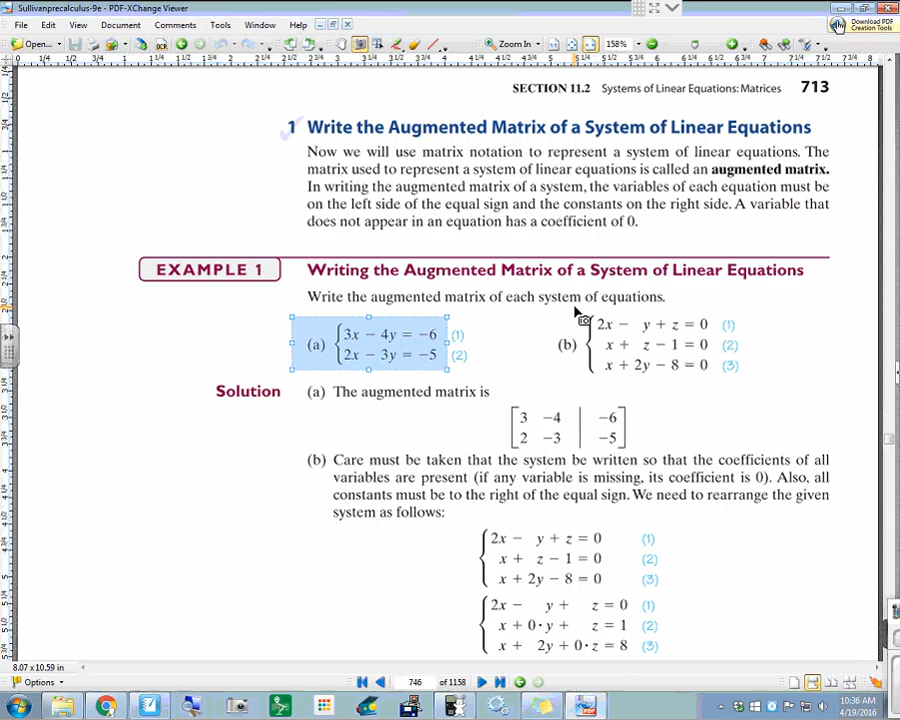 Sullivanprecalculus-9e - PDF-XChange Viewer
File Edit View Document Comments Tools Window Help
Open... OCR Zoom In 158%
Download PDF
Creation Tools
SECTION 11.2 Systems of Linear Equations: Matrices 713
1 Write the Augmented Matrix of a System of Linear Equations
Now we will use matrix notation to represent a system of linear equations. The
matrix used to represent a system of linear equations is called an augmented matrix.
In writing the augmented matrix of a system, the variables of each equation must be
on the left side of the equal sign and the constants on the right side. A variable that
does not appear in an equation has a coefficient of 0.
EXAMPLE 1 Writing the Augmented Matrix of a System of Linear Equations
Write the augmented matrix of each system of equations.
(a) { 3x − 4y = −6 (1)
2x − 3y = −5 (2)
(b) { 2x − y + z = 0 (1)
x + z − 1 = 0 (2)
x + 2y − 8 = 0 (3)
Solution (a) The augmented matrix is
[ 3 −4 | −6 ]
[ 2 −3 | −5 ]
(b) Care must be taken that the system be written so that the coefficients of all
variables are present (if any variable is missing, its coefficient is 0). Also, all
constants must be to the right of the equal sign. We need to rearrange the given
system as follows:
{ 2x − y + z = 0 (1)
x + z − 1 = 0 (2)
x + 2y − 8 = 0 (3)
{ 2x − y + z = 0 (1)
x + 0·y + z = 1 (2)
x + 2y + 0·z = 8 (3)
8.07 x 10.59 in
Options 746 of 1158
10:36 AM
4/19/2016